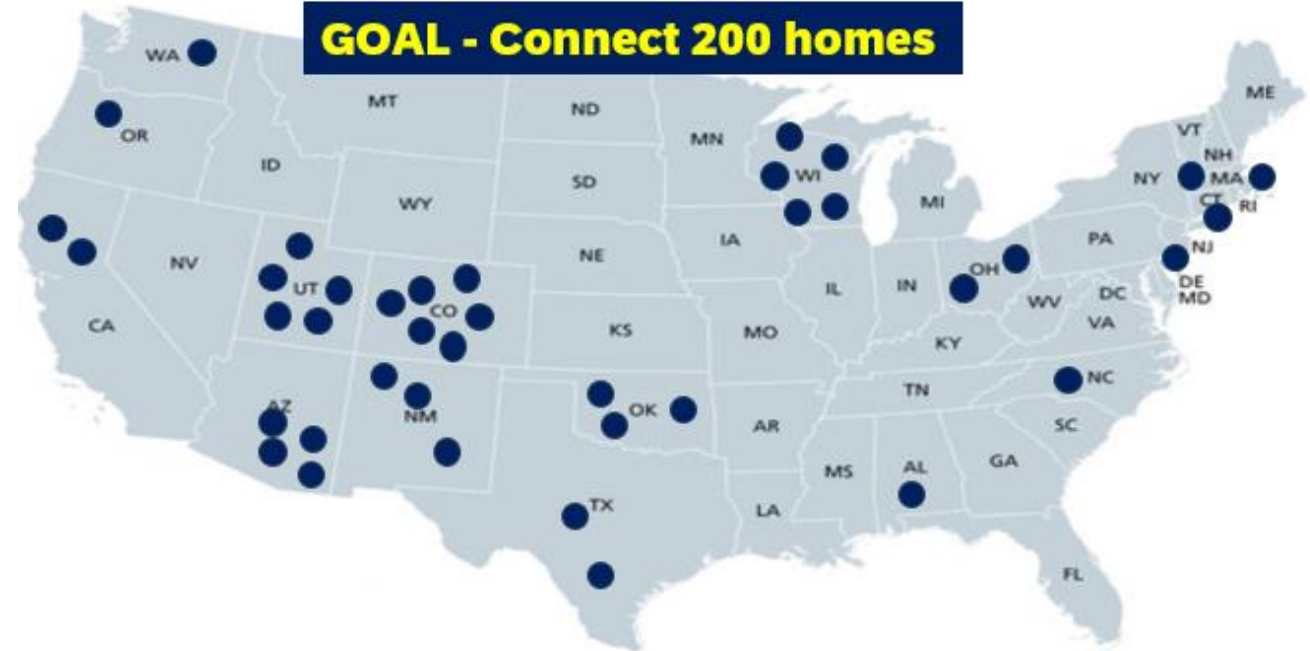 GOAL - Connect 200 homes
WA
MT
ND
ME
OR
MN
VT
NH
ID
SD
WI
NY
MA
WY
MI
CT
RI
IA
PA
NV
NE
NJ
UT
OH
CO
IL
IN
DE
WV
DC
MD
CA
KS
MO
VA
KY
NC
TN
AZ
NM
OK
AR
SC
MS
AL
GA
TX
LA
FL